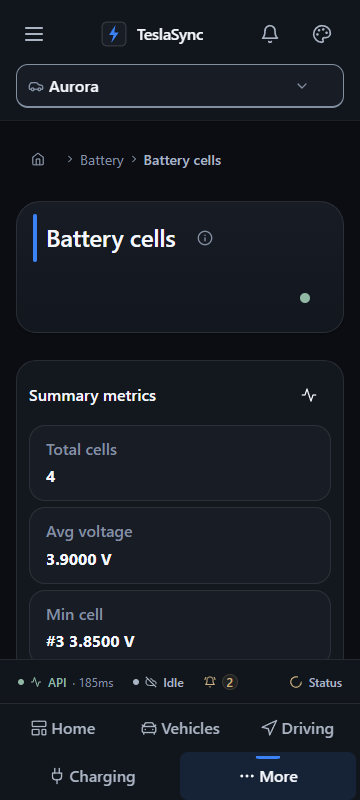 TeslaSync
Aurora
Battery Battery cells
Battery cells
Summary metrics
Total cells
4
Avg voltage
3.9000 V
Min cell
#3 3.8500 V
API · 185ms Idle 2 Status
Home Vehicles Driving
Charging More